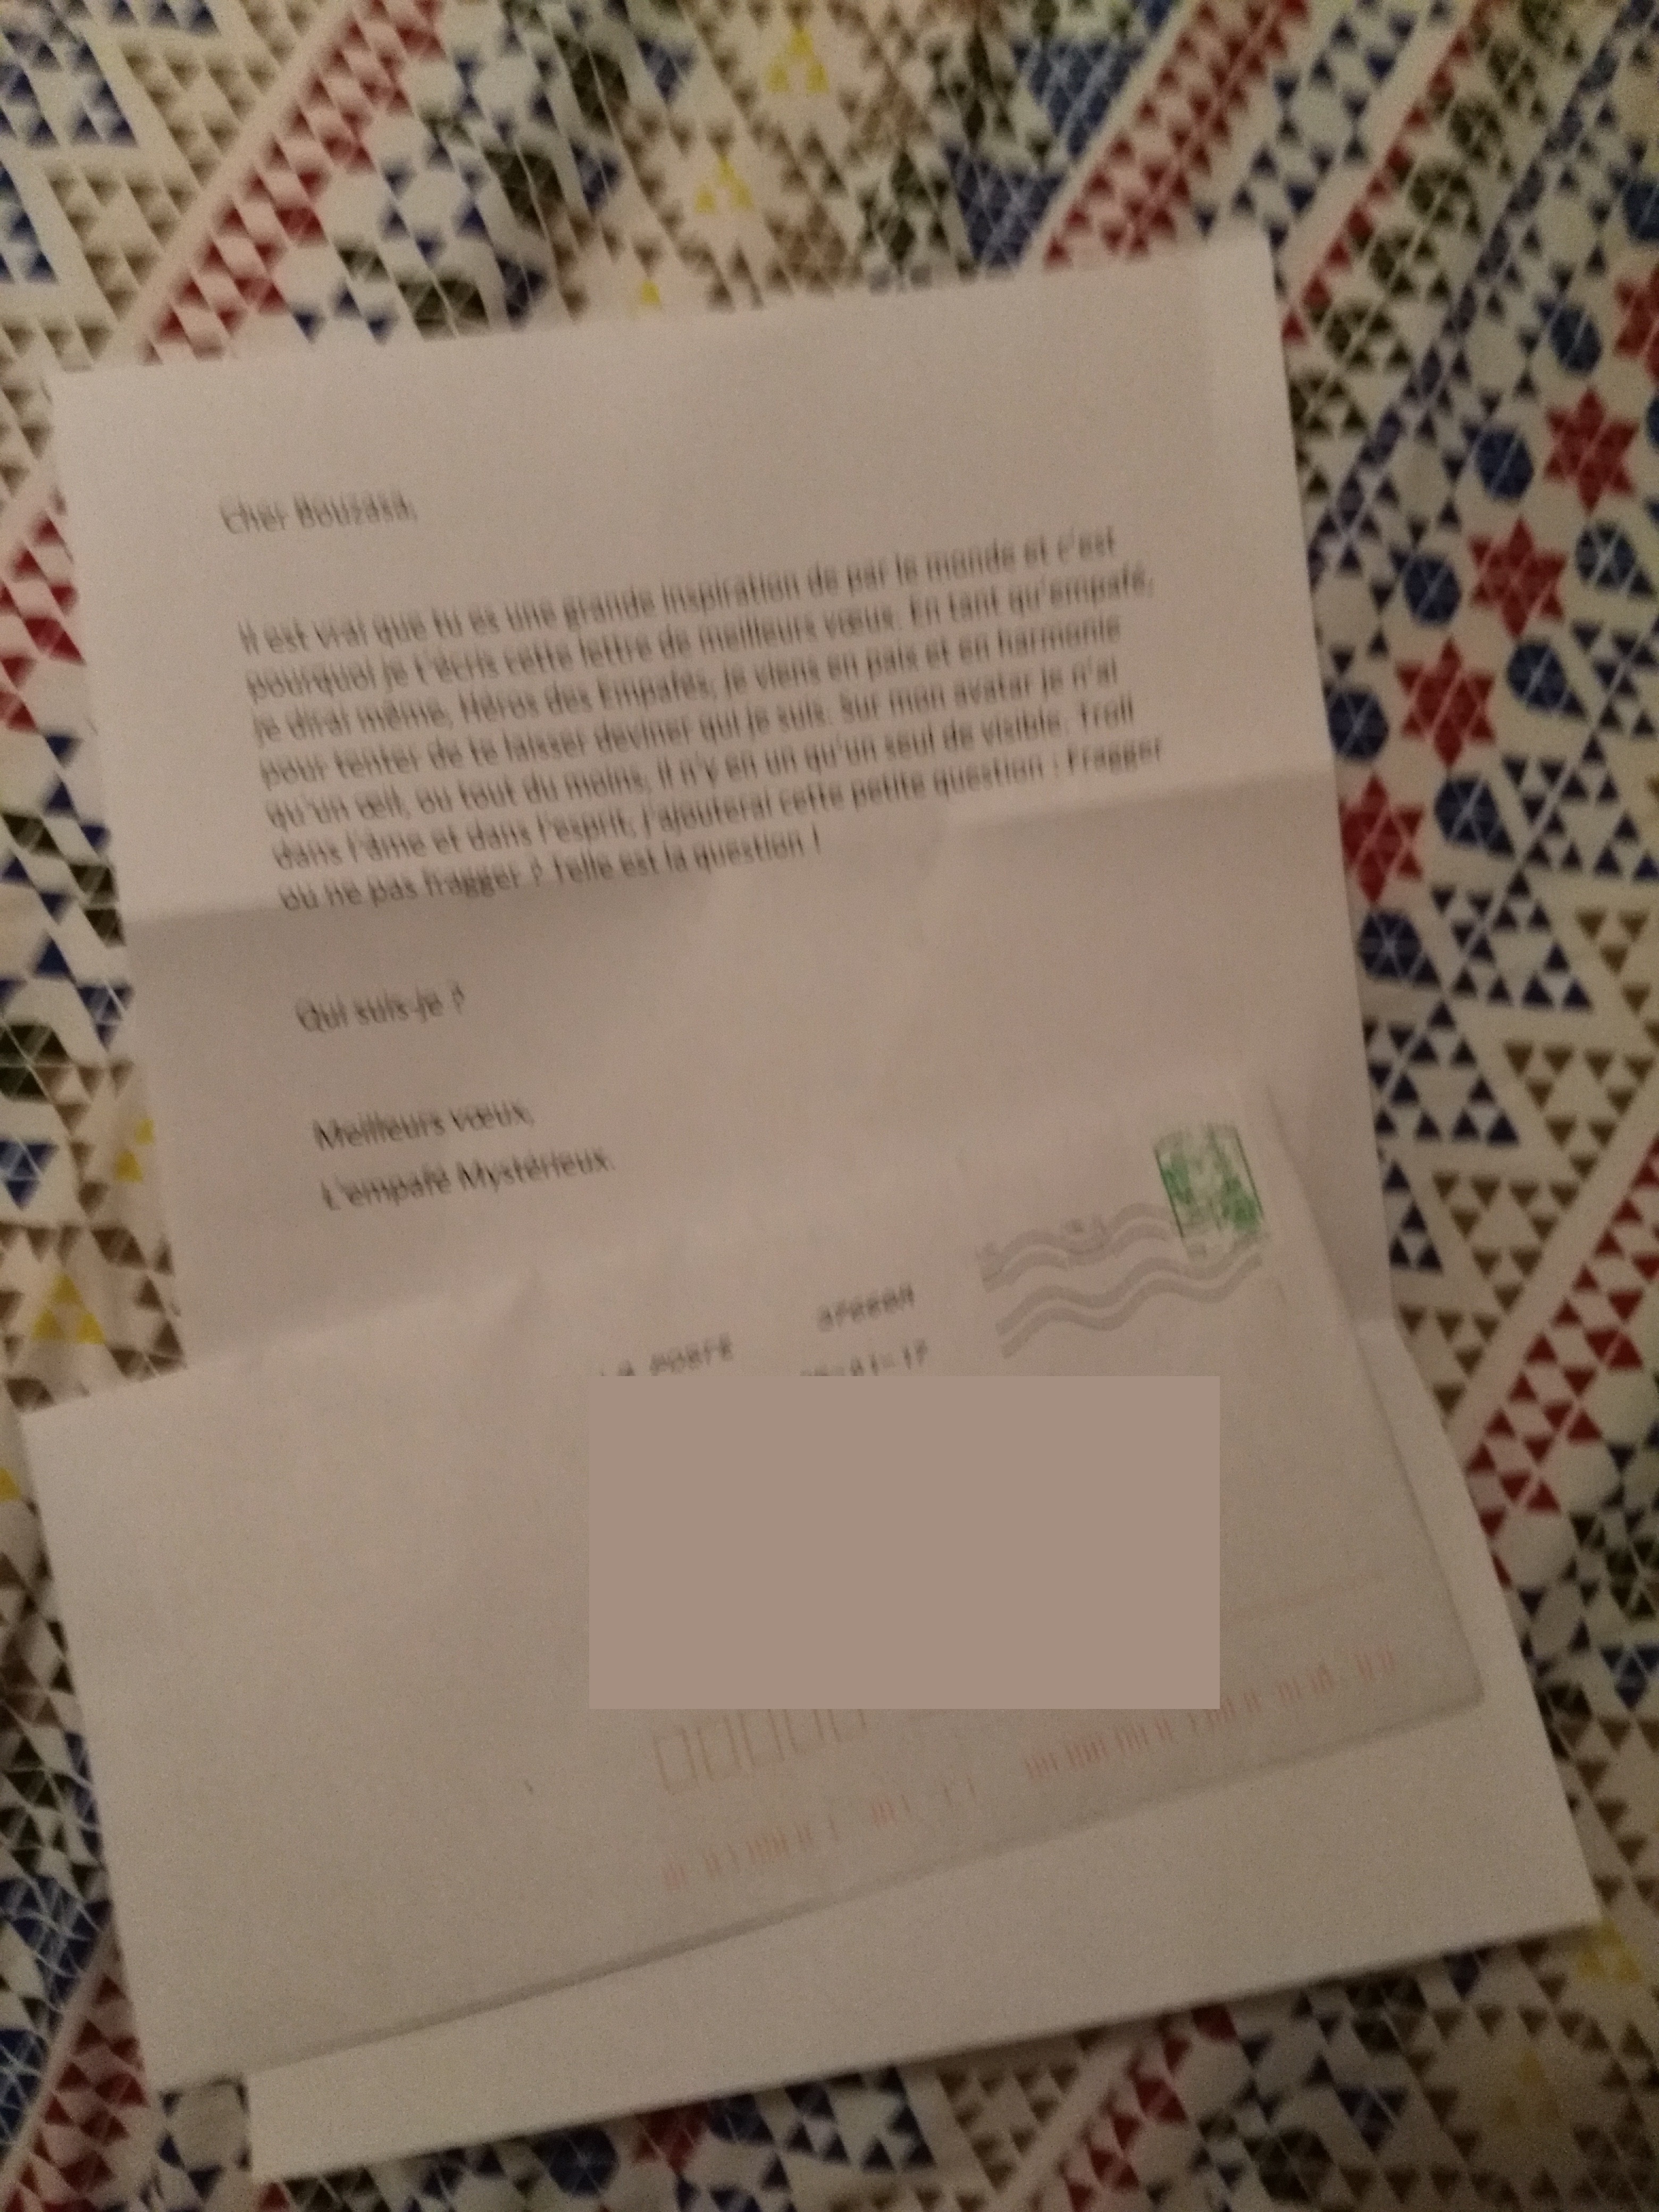 Cher Bouzasa,
Il est vrai que tu es une grande inspiration de par le monde et c'est
pourquoi je t'écris cette lettre de meilleurs vœux. En tant qu'empafé,
je dirai même, Héros des Empafés, je viens en pais et en harmonie
pour tenter de te laisser deviner qui je suis. Sur mon avatar je n'ai
qu'un œil, ou tout du moins, il n'y en un qu'un seul de visible. Troll
dans l'âme et dans l'esprit, j'ajouterai cette petite question : Fragger
ou ne pas fragger ? Telle est la question !
Qui suis-je ?
Meilleurs vœux,
L'empafé Mystérieux.
LA POSTE